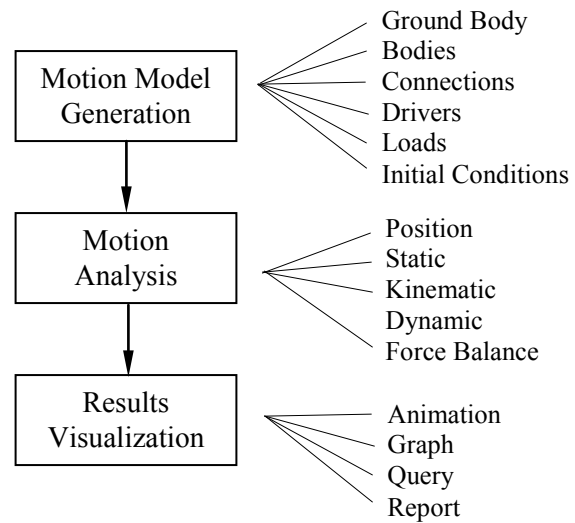 Motion Model
Generation
Ground Body
Bodies
Connections
Drivers
Loads
Initial Conditions
Motion
Analysis
Position
Static
Kinematic
Dynamic
Force Balance
Results
Visualization
Animation
Graph
Query
Report